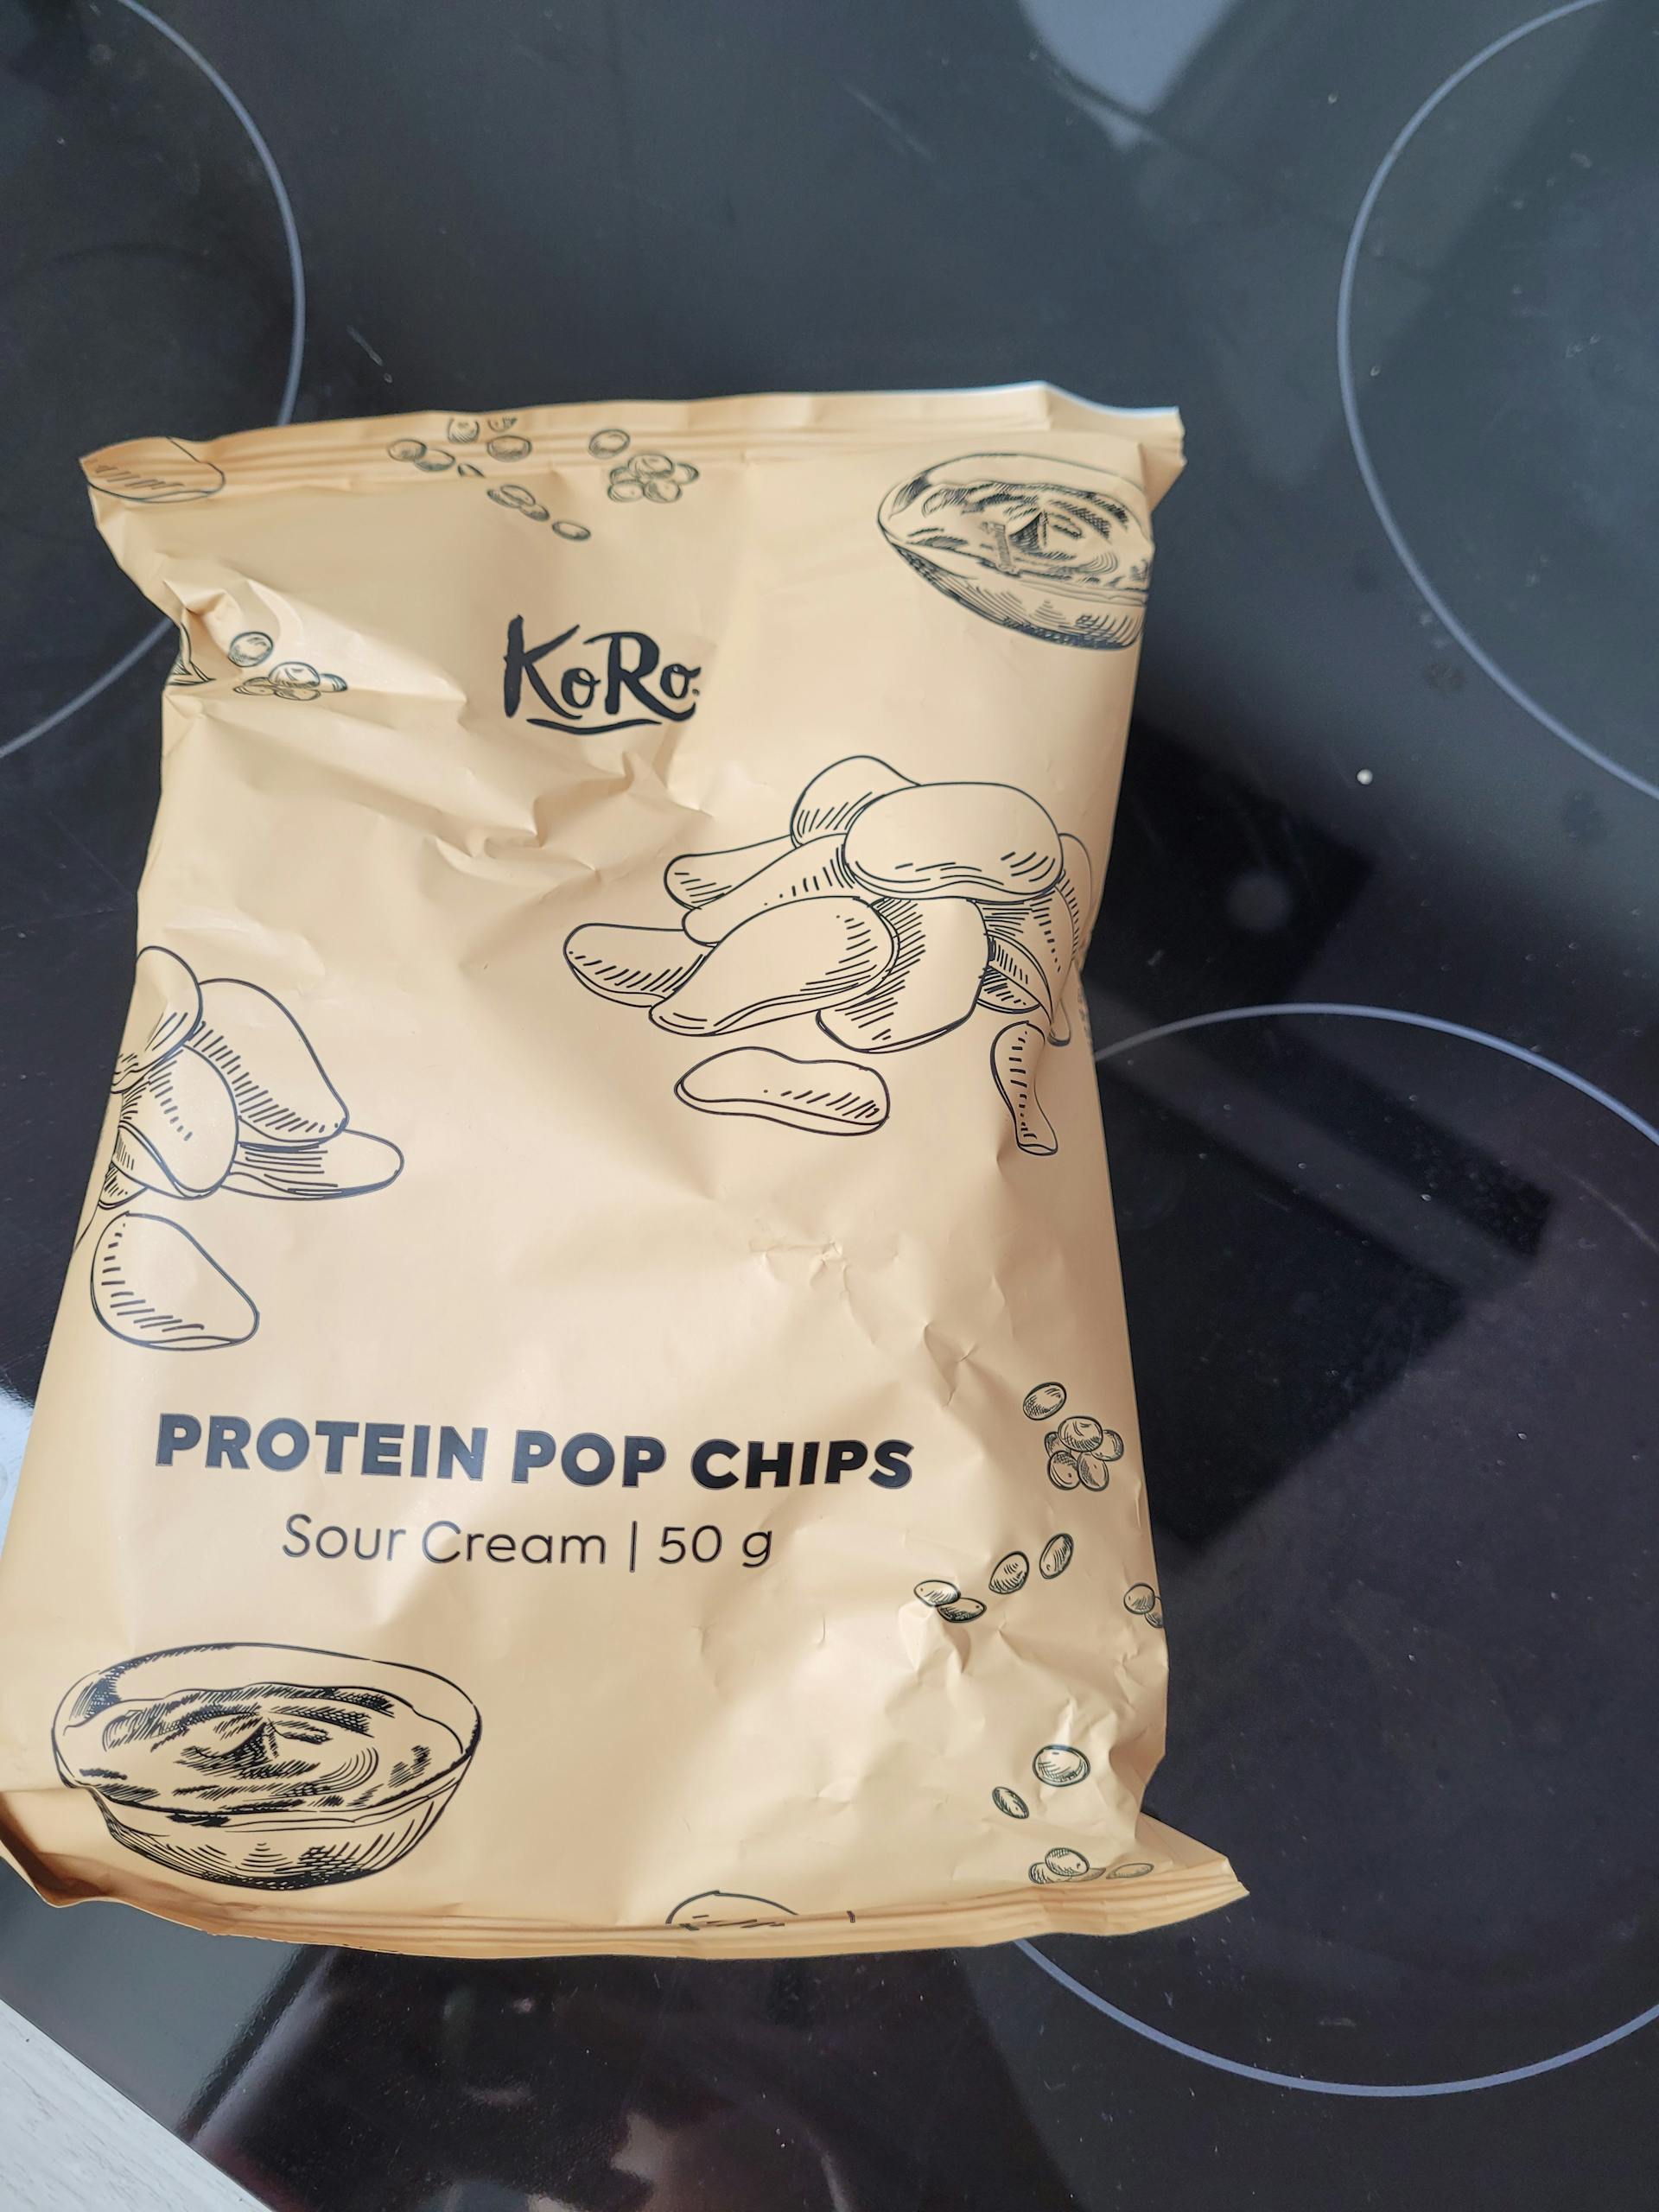 KoRo
PROTEIN POP CHIPS
Sour Cream | 50 g